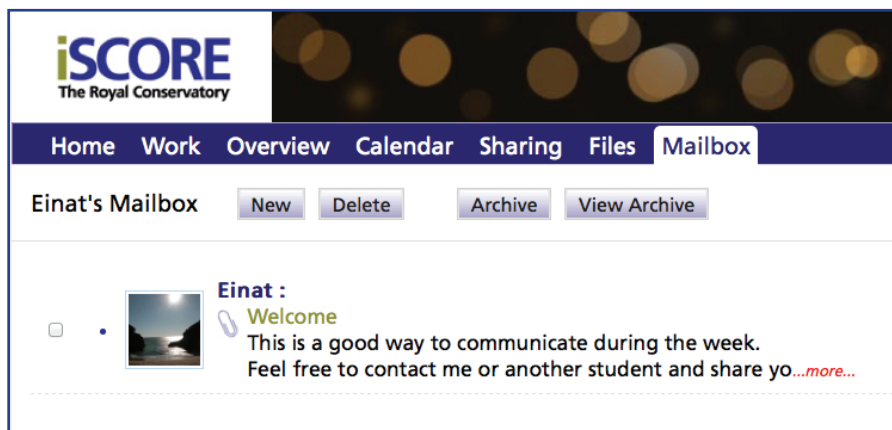 iSCORE
The Royal Conservatory
Home Work Overview Calendar Sharing Files Mailbox
Einat's Mailbox New Delete Archive View Archive
Einat :
Welcome
This is a good way to communicate during the week.
Feel free to contact me or another student and share yo...more...